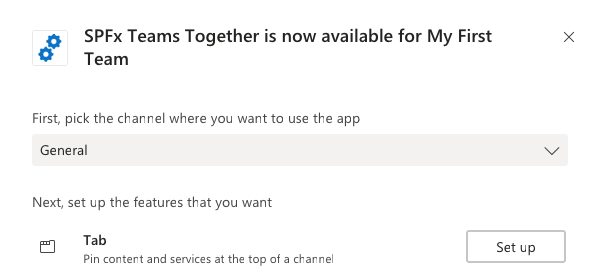 SPFx Teams Together is now available for My First
Team
First, pick the channel where you want to use the app
General
Next, set up the features that you want
Tab
Pin content and services at the top of a channel
Set up